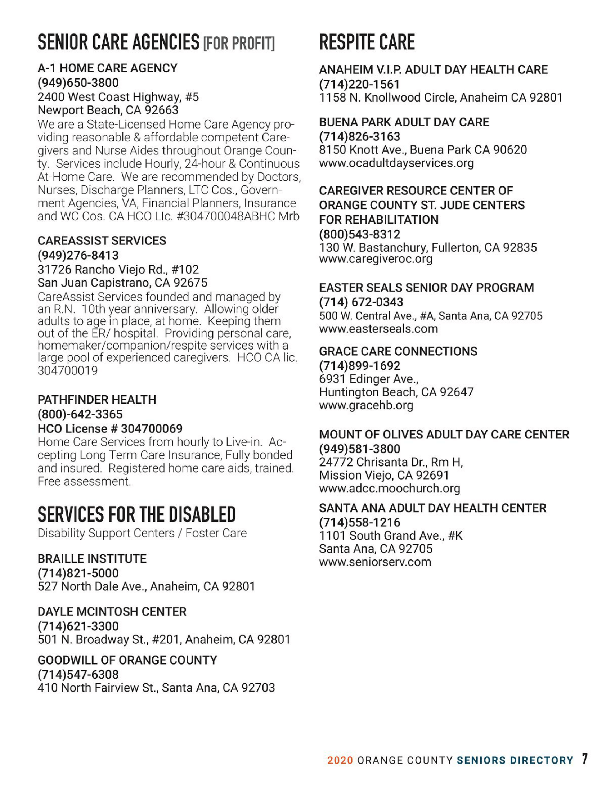 SENIOR CARE AGENCIES [FOR PROFIT]
A-1 HOME CARE AGENCY
(949)650-3800
2400 West Coast Highway, #5
Newport Beach, CA 92663
We are a State-Licensed Home Care Agency pro-
viding reasonable & affordable competent Care-
givers and Nurse Aides throughout Orange Coun-
ty. Services include Hourly, 24-hour & Continuous
At Home Care. We are recommended by Doctors,
Nurses, Discharge Planners, LTC Cos., Govern-
ment Agencies, VA, Financial Planners, Insurance
and WC Cos. CA HCO LIc. #304700048ABHC Mrb
CAREASSIST SERVICES
(949)276-8413
31726 Rancho Viejo Rd., #102
San Juan Capistrano, CA 92675
CareAssist Services founded and managed by
an R.N. 10th year anniversary. Allowing older
adults to age in place, at home. Keeping them
out of the ER/ hospital. Providing personal care,
homemaker/companion/respite services with a
large pool of experienced caregivers. HCO CA lic.
304700019
PATHFINDER HEALTH
(800)-642-3365
HCO License # 304700069
Home Care Services from hourly to Live-in. Ac-
cepting Long Term Care Insurance, Fully bonded
and insured. Registered home care aids, trained.
Free assessment.
SERVICES FOR THE DISABLED
Disability Support Centers / Foster Care
BRAILLE INSTITUTE
(714)821-5000
527 North Dale Ave., Anaheim, CA 92801
DAYLE MCINTOSH CENTER
(714)621-3300
501 N. Broadway St., #201, Anaheim, CA 92801
GOODWILL OF ORANGE COUNTY
(714)547-6308
410 North Fairview St., Santa Ana, CA 92703
RESPITE CARE
ANAHEIM V.I.P. ADULT DAY HEALTH CARE
(714)220-1561
1158 N. Knollwood Circle, Anaheim CA 92801
BUENA PARK ADULT DAY CARE
(714)826-3163
8150 Knott Ave., Buena Park CA 90620
www.ocadultdayservices.org
CAREGIVER RESOURCE CENTER OF
ORANGE COUNTY ST. JUDE CENTERS
FOR REHABILITATION
(800)543-8312
130 W. Bastanchury, Fullerton, CA 92835
www.caregiveroc.org
EASTER SEALS SENIOR DAY PROGRAM
(714) 672-0343
500 W. Central Ave., #A, Santa Ana, CA 92705
www.easterseals.com
GRACE CARE CONNECTIONS
(714)899-1692
6931 Edinger Ave.,
Huntington Beach, CA 92647
www.gracehb.org
MOUNT OF OLIVES ADULT DAY CARE CENTER
(949)581-3800
24772 Chrisanta Dr., Rm H,
Mission Viejo, CA 92691
www.adcc.moochurch.org
SANTA ANA ADULT DAY HEALTH CENTER
(714)558-1216
1101 South Grand Ave., #K
Santa Ana, CA 92705
www.seniorserv.com
2020 ORANGE COUNTY SENIORS DIRECTORY 7